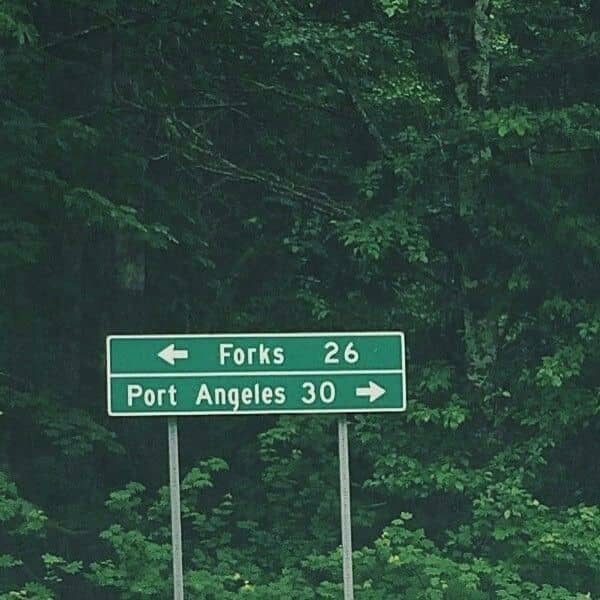 ← Forks 26
Port Angeles 30 →